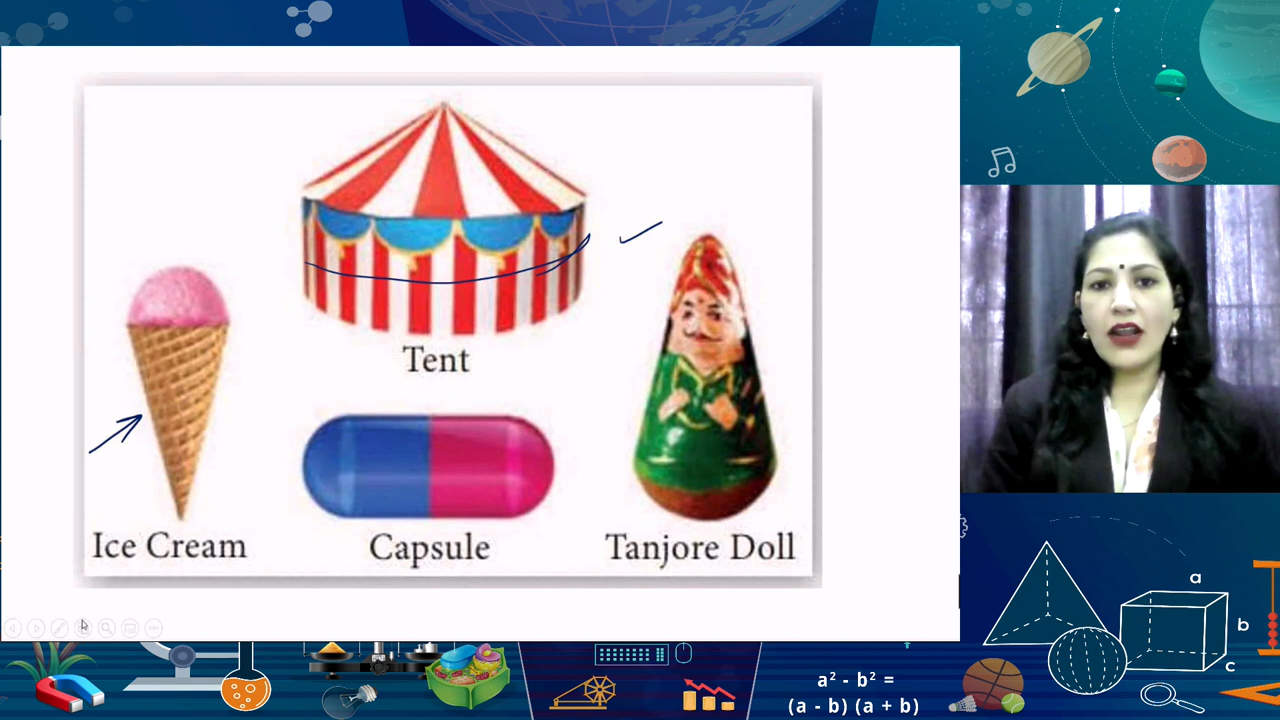 Tent
Ice Cream
Capsule
Tanjore Doll
a
b
c
a² - b² =
(a - b) (a + b)